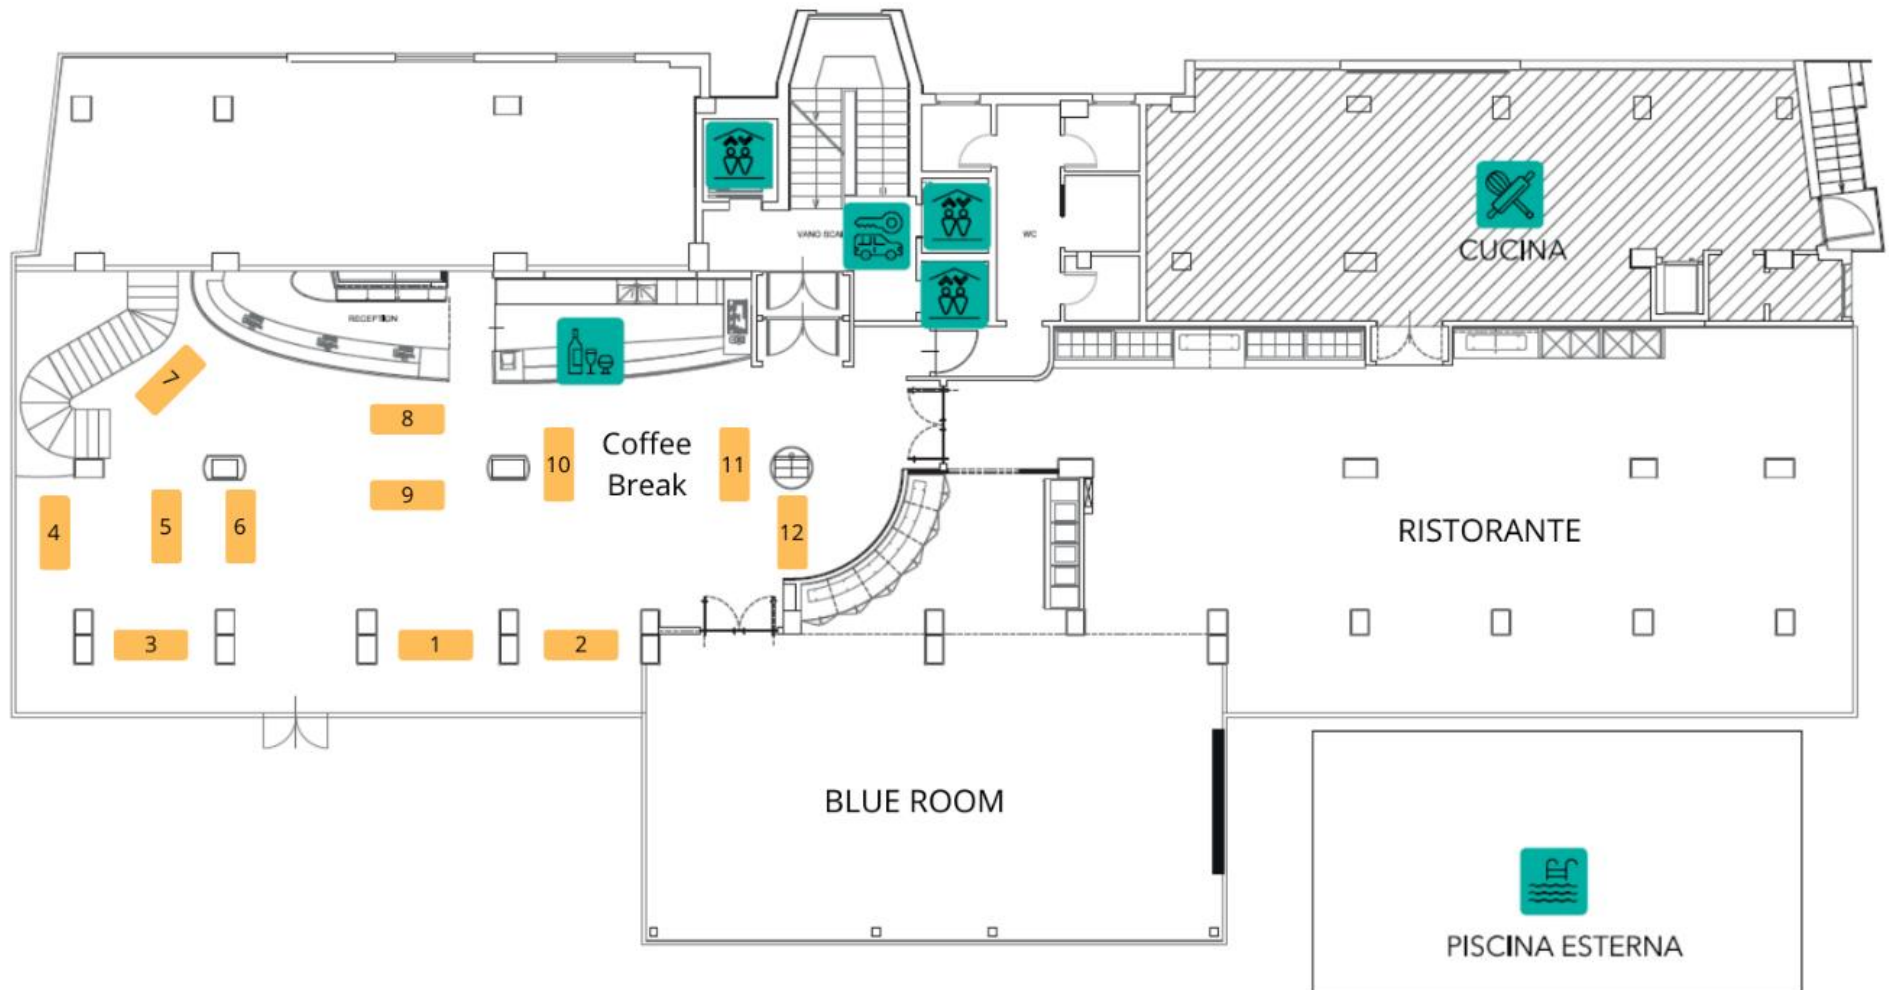 VANO SCAL
WC
CUCINA
RECEPTION
7
8
Coffee
Break
10
11
9
4
5
6
12
RISTORANTE
3
1
2
BLUE ROOM
PISCINA ESTERNA